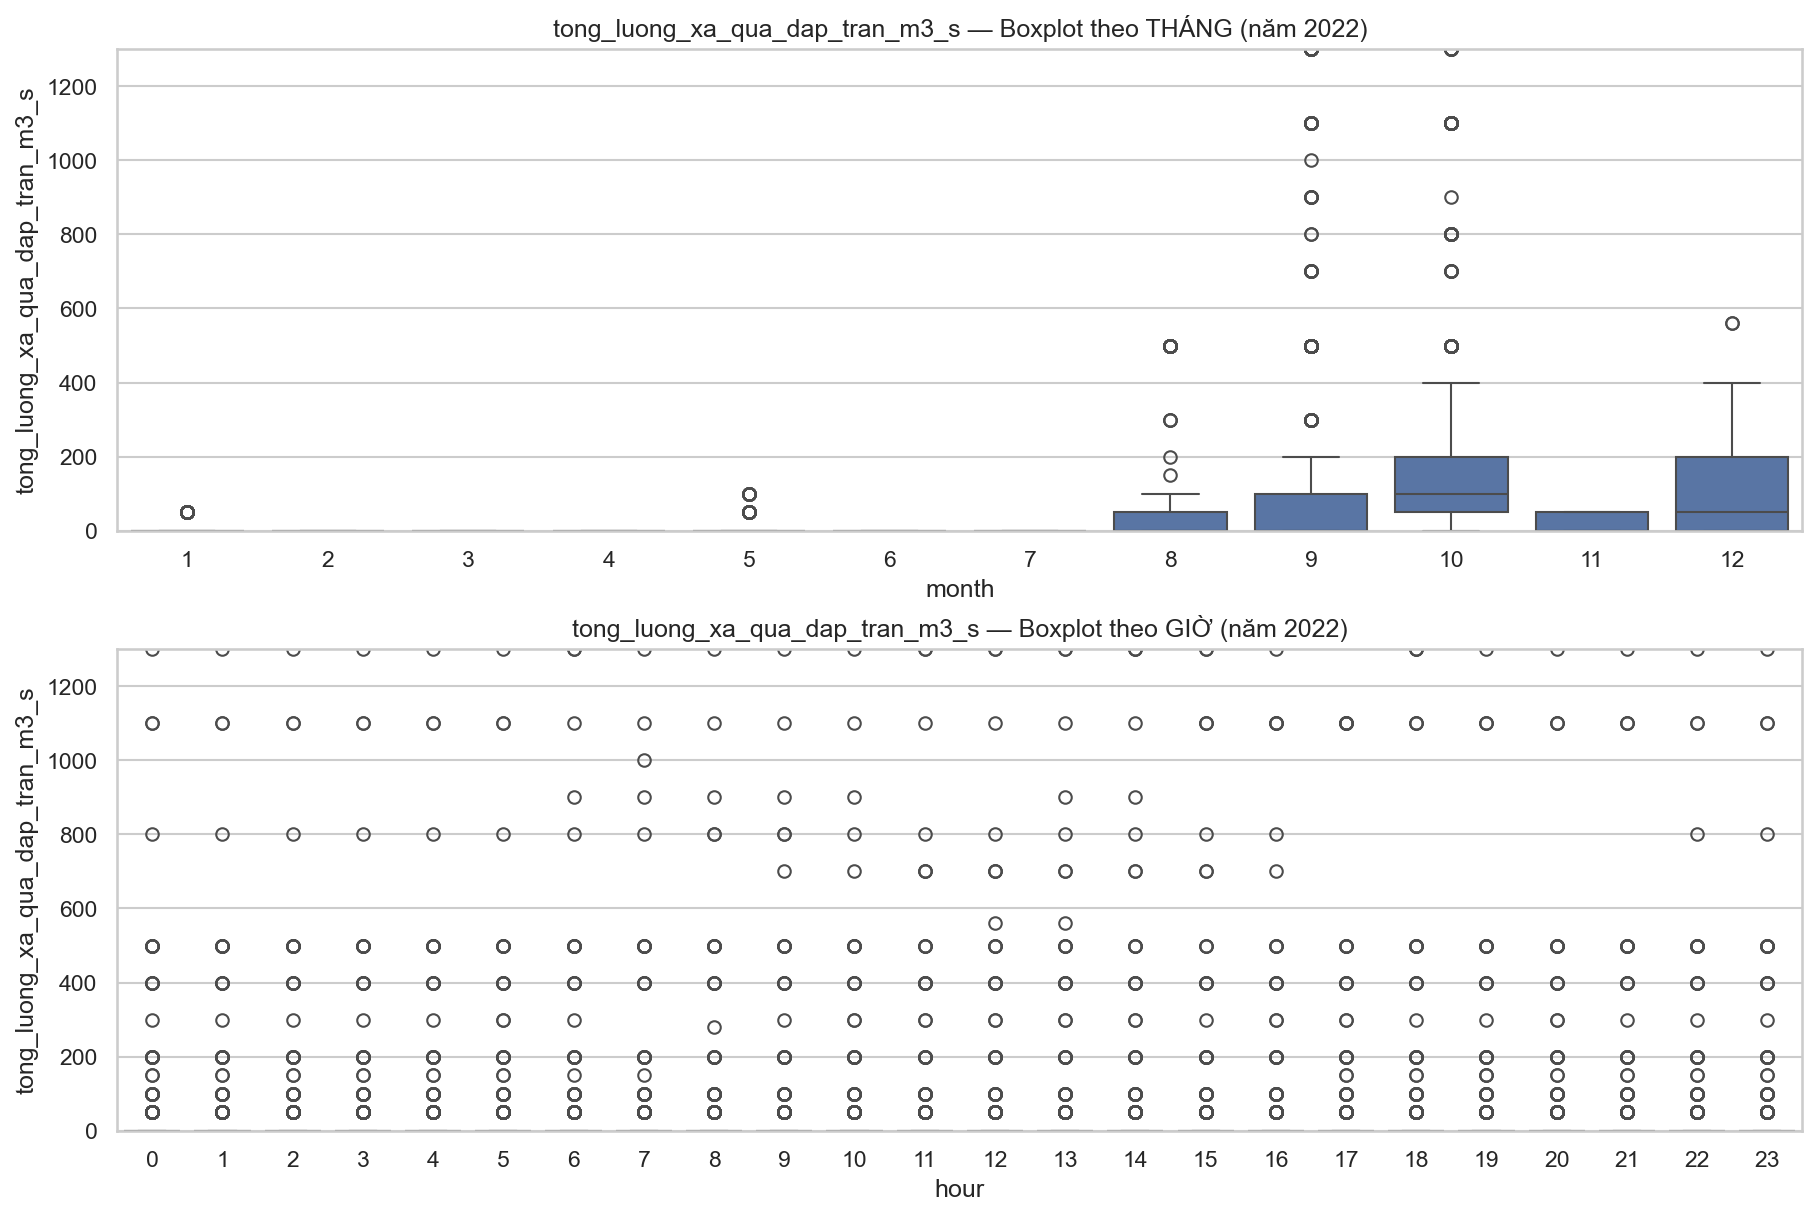 tong_luong_xa_qua_dap_tran_m3_s — Boxplot theo THÁNG (năm 2022)
tong_luong_xa_qua_dap_tran_m3_s
1200
1000
800
600
400
200
0
1 2 3 4 5 6 7 8 9 10 11 12
month
tong_luong_xa_qua_dap_tran_m3_s — Boxplot theo GIỜ (năm 2022)
tong_luong_xa_qua_dap_tran_m3_s
1200
1000
800
600
400
200
0
0 1 2 3 4 5 6 7 8 9 10 11 12 13 14 15 16 17 18 19 20 21 22 23
hour